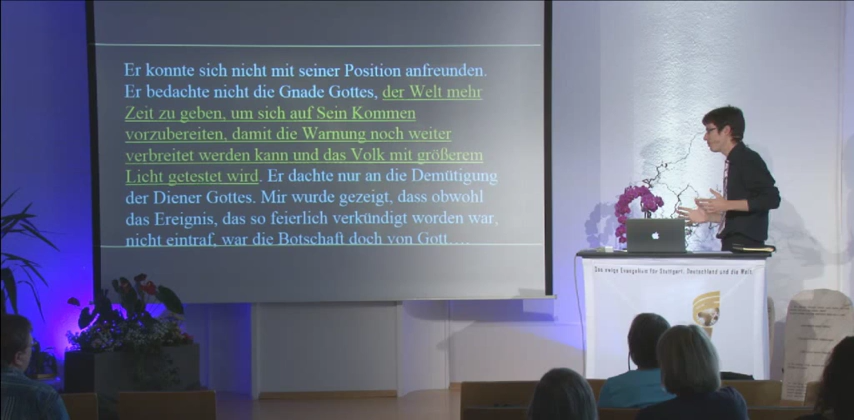 Er konnte sich nicht mit seiner Position anfreunden.
Er bedachte nicht die Gnade Gottes, der Welt mehr
Zeit zu geben, um sich auf Sein Kommen
vorzubereiten, damit die Warnung noch weiter
verbreitet werden kann und das Volk mit größerem
Licht getestet wird. Er dachte nur an die Demütigung
der Diener Gottes. Mir wurde gezeigt, dass obwohl
das Ereignis, das so feierlich verkündigt worden war,
nicht eintraf, war die Botschaft doch von Gott....
Das ewige Evangelium für Stuttgart, Deutschland und die Welt